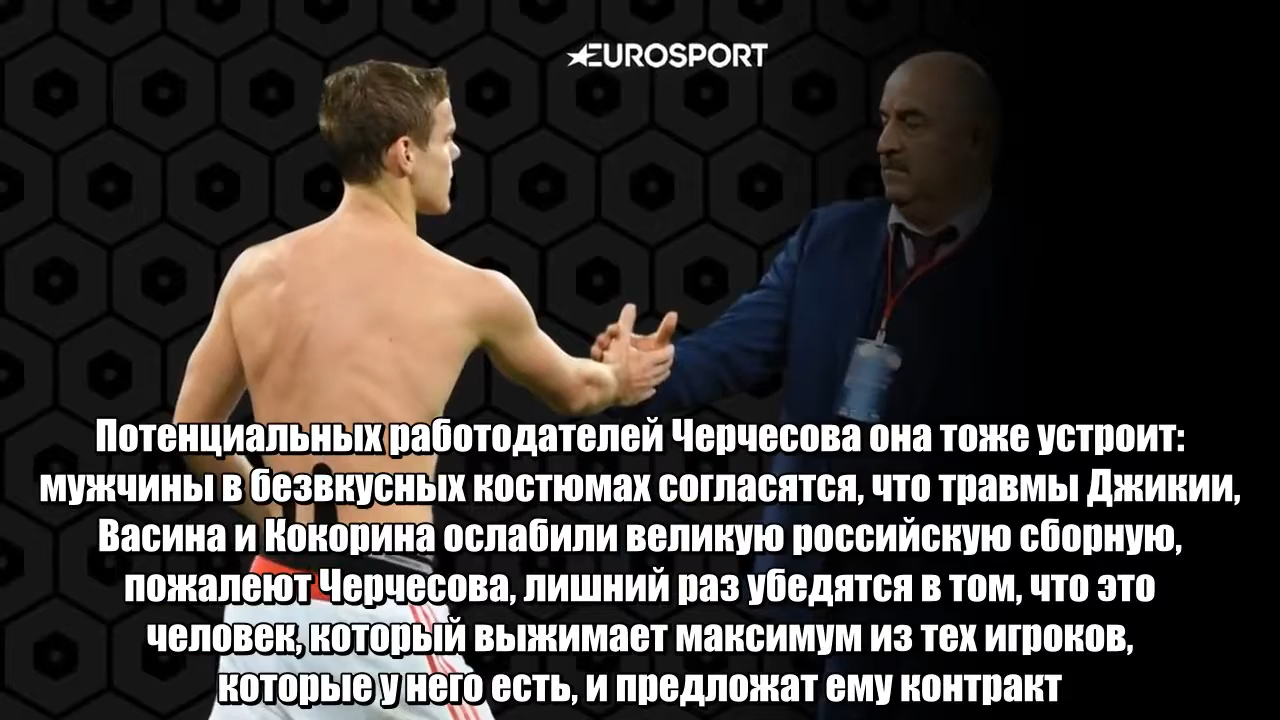 EUROSPORT
Потенциальных работодателей Черчесова она тоже устроит:
мужчины в безвкусных костюмах согласятся, что травмы Джикии,
Васина и Кокорина ослабили великую российскую сборную,
пожалеют Черчесова, лишний раз убедятся в том, что это
человек, который выжимает максимум из тех игроков,
которые у него есть, и предложат ему контракт